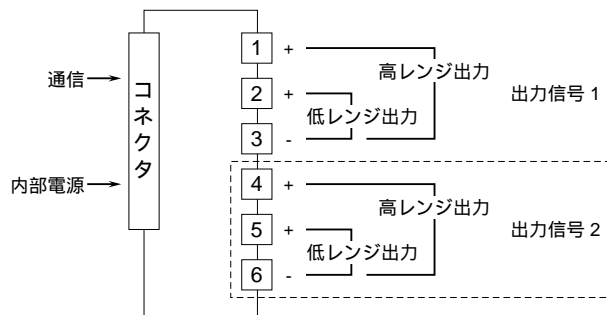 通信
内部電源
コネクタ
1 +
2 +
3 -
高レンジ出力
低レンジ出力
出力信号 1
4 +
5 +
6 -
高レンジ出力
低レンジ出力
出力信号 2